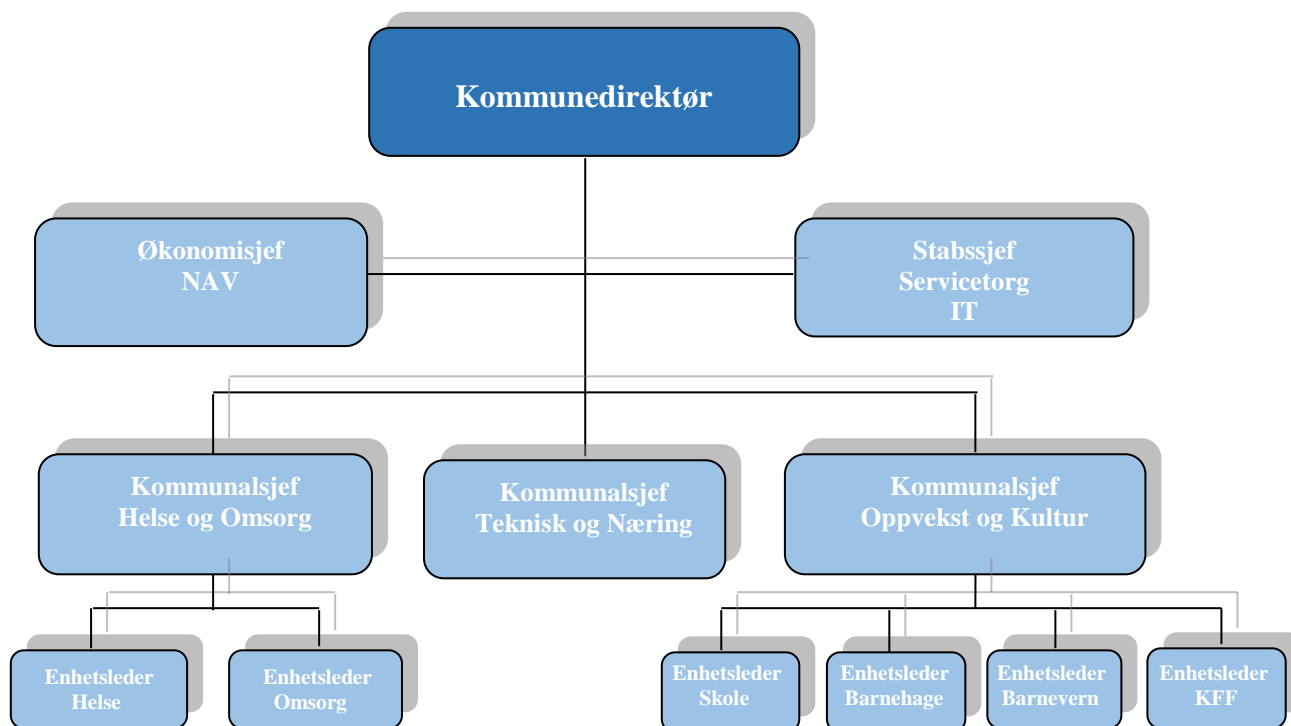 Kommunedirektør
Økonomisjef
NAV
Stabssjef
Servicetorg
IT
Kommunalsjef
Helse og Omsorg
Kommunalsjef
Teknisk og Næring
Kommunalsjef
Oppvekst og Kultur
Enhetsleder
Helse
Enhetsleder
Omsorg
Enhetsleder
Skole
Enhetsleder
Barnehage
Enhetsleder
Barnevern
Enhetsleder
KFF